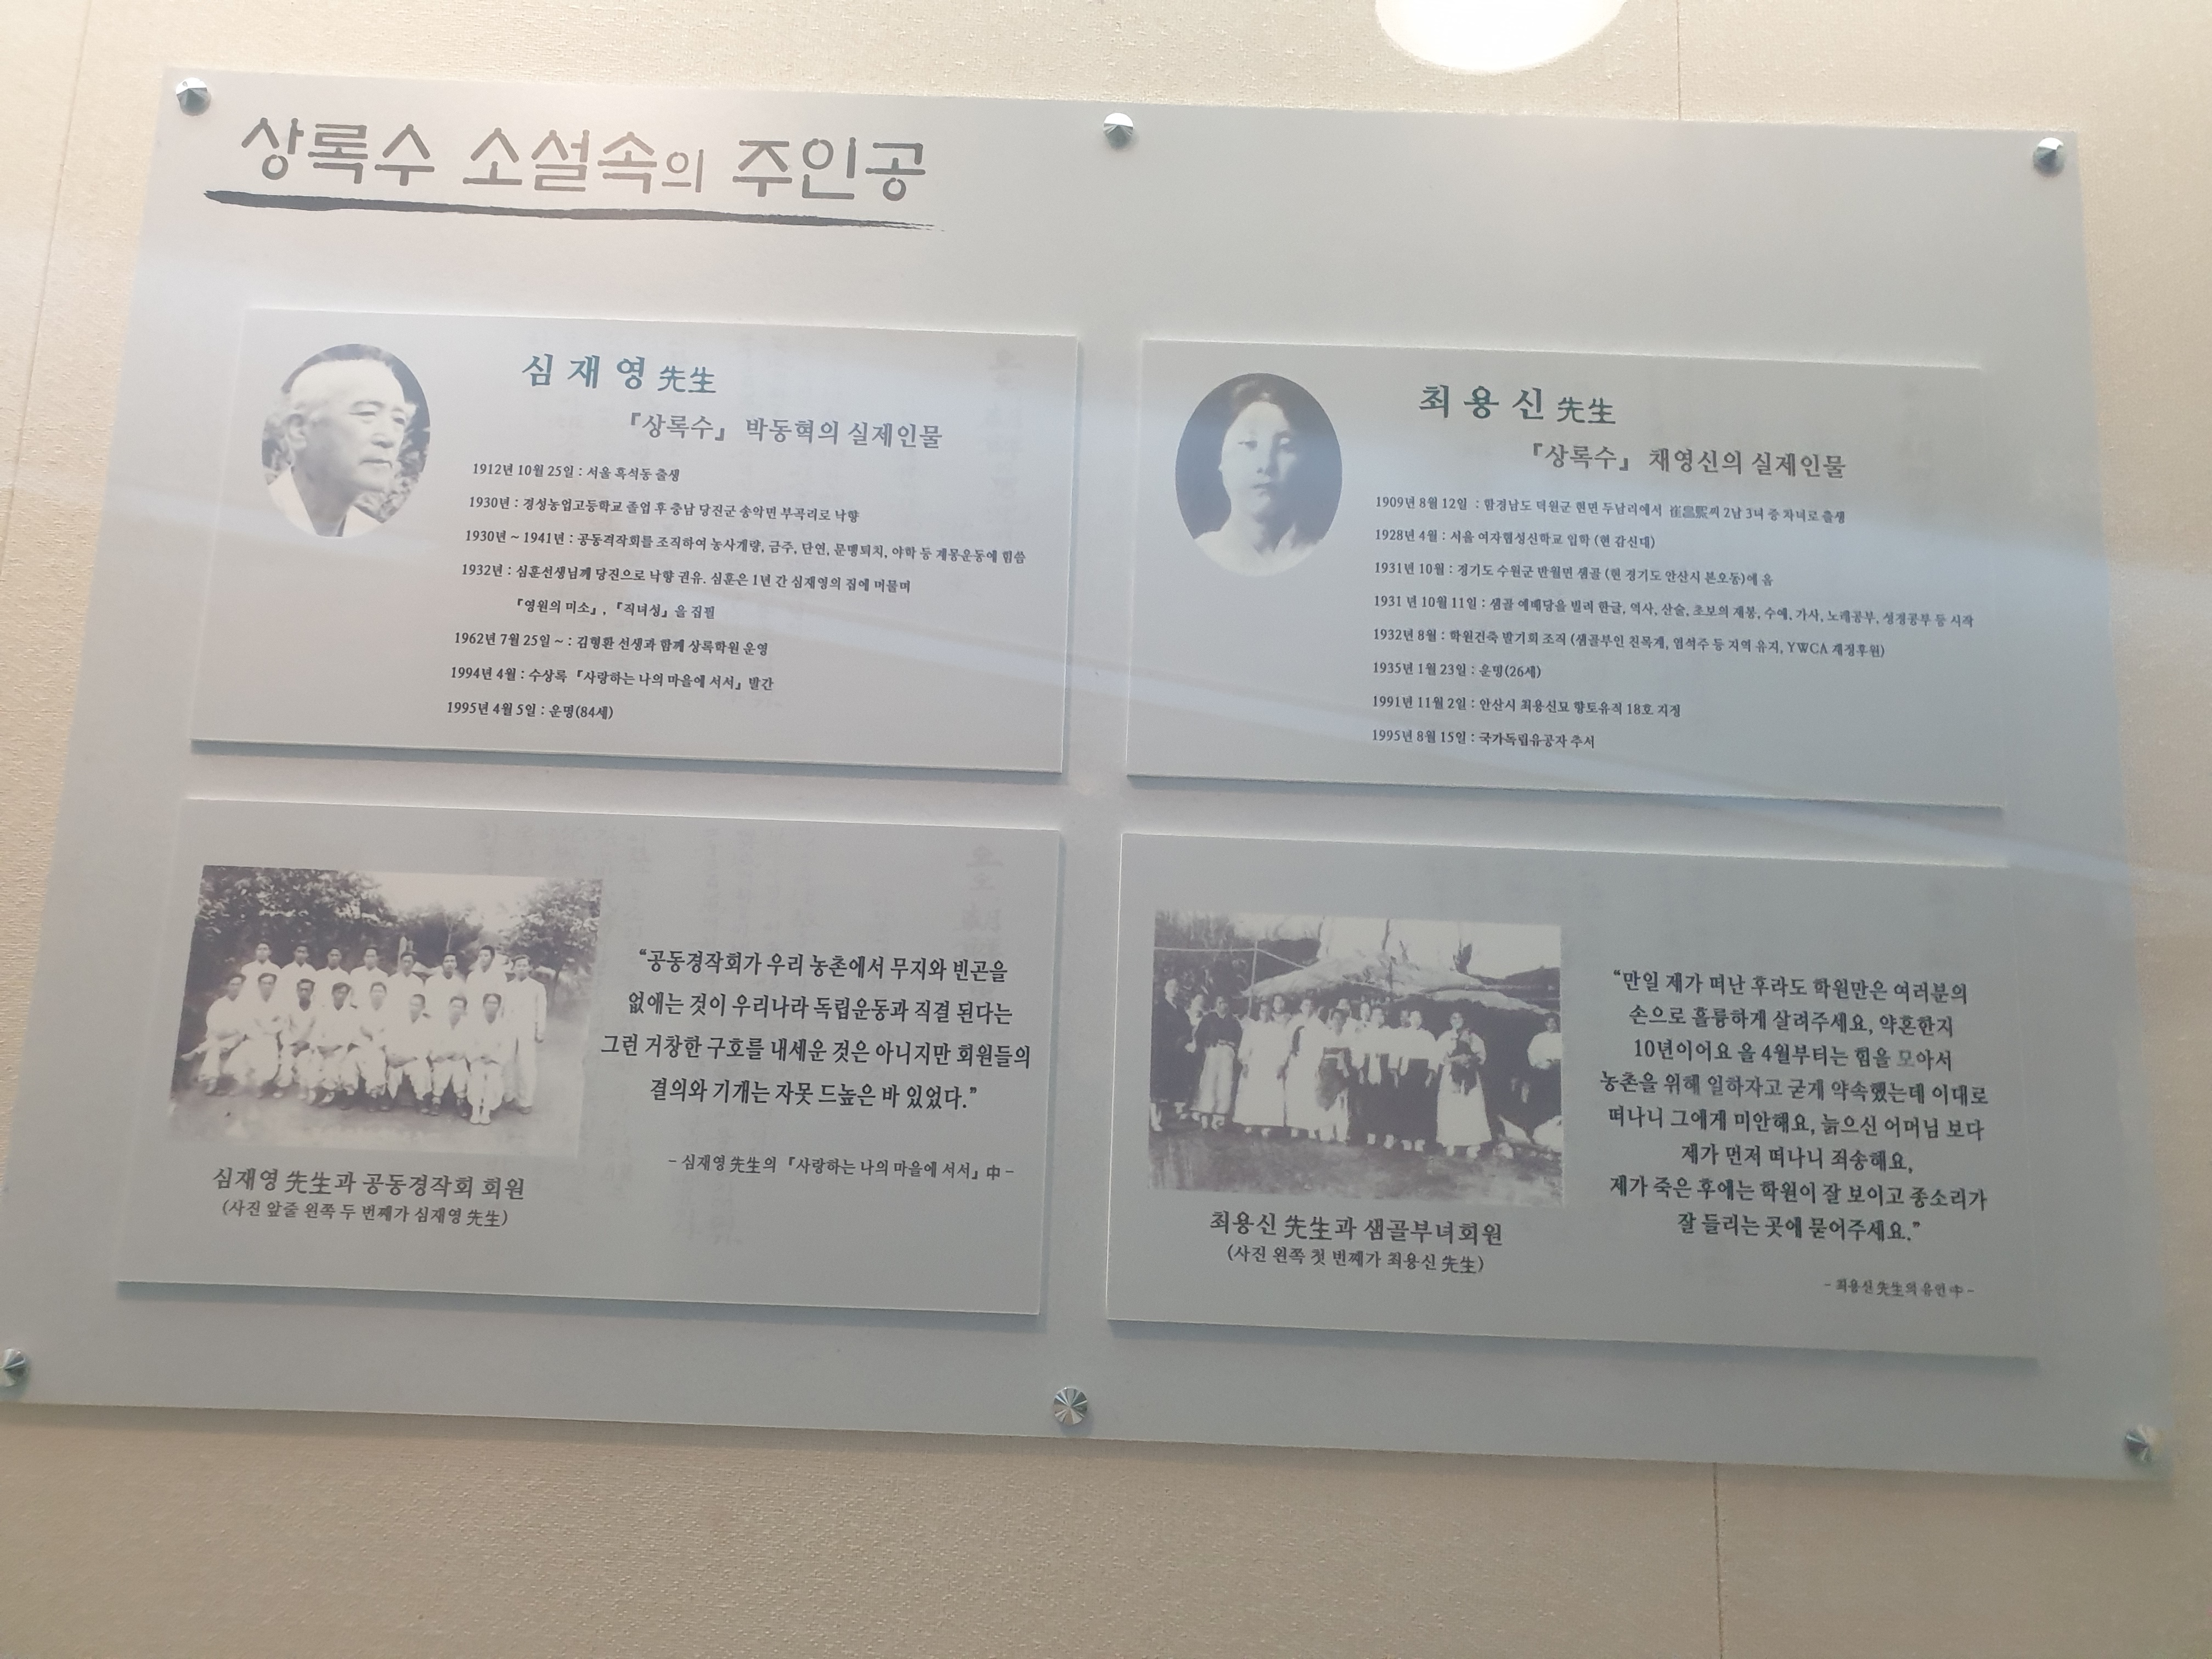 상록수 소설속의 주인공
심재영 先生
『상록수』 박동혁의 실제인물
1912년 10월 25일 : 서울 흑석동 출생
1930년 : 경성농업고등학교 졸업 후 충남 당진군 송악면 부곡리로 낙향
1930년 ~ 1941년 : 공동격작회를 조직하여 농사개량, 금주, 단연, 문맹퇴치, 야학 등 계몽운동에 힘씀
1932년 : 심훈선생님께 당진으로 낙향 권유. 심훈은 1년 간 심재영의 집에 머물며
『영원의 미소』, 『직녀성』을 집필
1962년 7월 25일 ~ : 김형환 선생과 함께 상록학원 운영
1994년 4월 : 수상록 『사랑하는 나의 마을에 서서』 발간
1995년 4월 5일 : 운명(84세)
최용신 先生
『상록수』 채영신의 실제인물
1909년 8월 12일 : 함경남도 덕원군 현면 두남리에서 崔昌熙씨 2남 3녀 중 차녀로 출생
1928년 4월 : 서울 여자협성신학교 입학 (현 감신대)
1931년 10월 : 경기도 수원군 반월면 샘골 (현 경기도 안산시 본오동)에 옴
1931 년 10월 11일 : 샘골 예배당을 빌려 한글, 역사, 산술, 초보의 재봉, 수예, 가사, 노래공부, 성경공부 등 시작
1932년 8월 : 학원건축 발기회 조직 (샘골부인 친목계, 염석주 등 지역 유지, YWCA 재정후원)
1935년 1월 23일 : 운명(26세)
1991년 11월 2일 : 안산시 최용신묘 향토유적 18호 지정
1995년 8월 15일 : 국가독립유공자 추서
“공동경작회가 우리 농촌에서 무지와 빈곤을
없애는 것이 우리나라 독립운동과 직결 된다는
그런 거창한 구호를 내세운 것은 아니지만 회원들의
결의와 기개는 자못 드높은 바 있었다.”
- 심재영 先生의 『사랑하는 나의 마을에 서서』 中 -
심재영 先生과 공동경작회 회원
(사진 앞줄 왼쪽 두 번째가 심재영 先生)
“만일 제가 떠난 후라도 학원만은 여러분의
손으로 훌륭하게 살려주세요, 약혼한지
10년이어요 올 4월부터는 힘을 모아서
농촌을 위해 일하자고 굳게 약속했는데 이대로
떠나니 그에게 미안해요, 늙으신 어머님 보다
제가 먼저 떠나니 죄송해요,
제가 죽은 후에는 학원이 잘 보이고 종소리가
잘 들리는 곳에 묻어주세요.”
- 최용신 先生의 유언 中 -
최용신 先生과 샘골부녀회원
(사진 왼쪽 첫 번째가 최용신 先生)